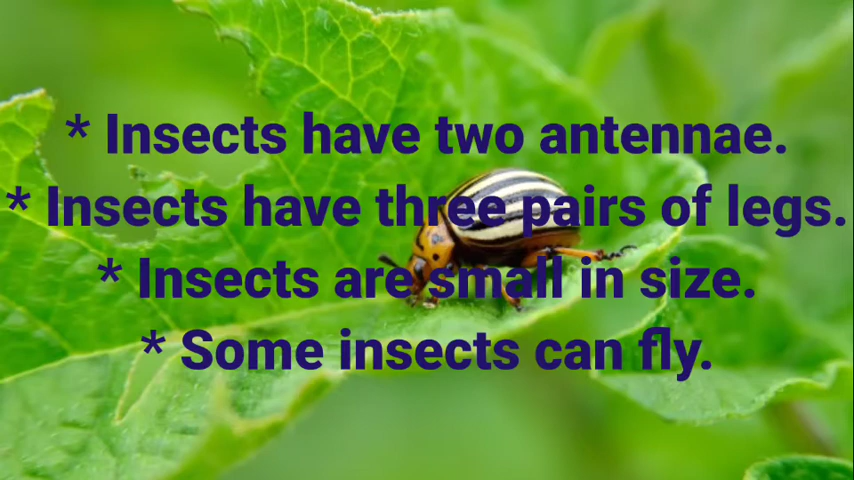 * Insects have two antennae.
* Insects have three pairs of legs.
* Insects are small in size.
* Some insects can fly.